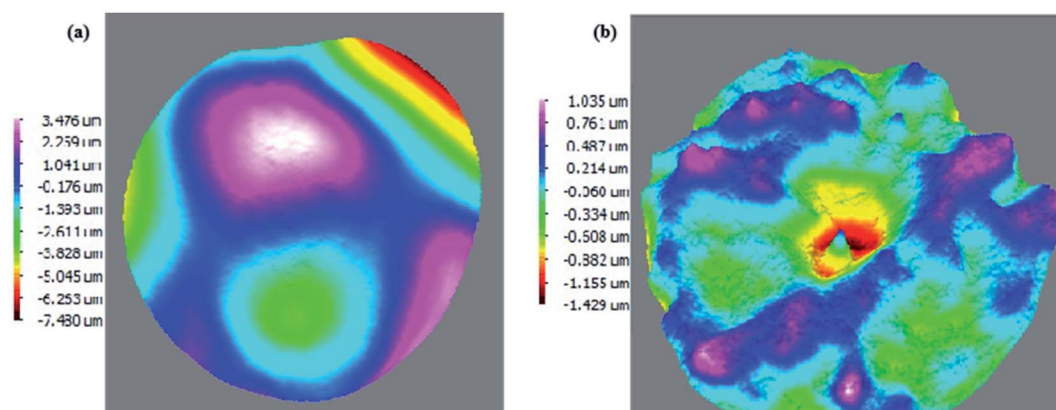 (a)
3.476 um
2.259 um
1.041 um
-0.176 um
-1.393 um
-2.611 um
-3.828 um
-5.045 um
-6.253 um
-7.480 um
(b)
1.035 um
0.761 um
0.487 um
0.214 um
-0.060 um
-0.334 um
-0.508 um
-0.882 um
-1.155 um
-1.429 um